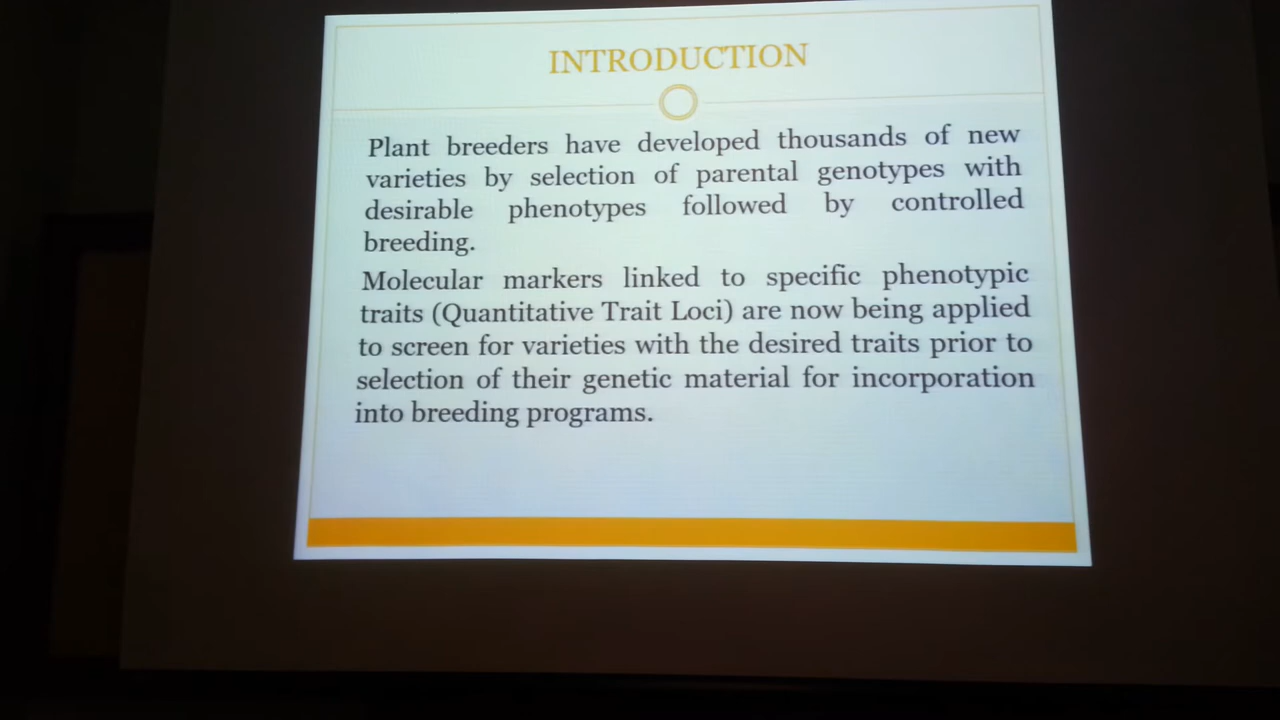 INTRODUCTION
Plant breeders have developed thousands of new
varieties by selection of parental genotypes with
desirable phenotypes followed by controlled
breeding.
Molecular markers linked to specific phenotypic
traits (Quantitative Trait Loci) are now being applied
to screen for varieties with the desired traits prior to
selection of their genetic material for incorporation
into breeding programs.